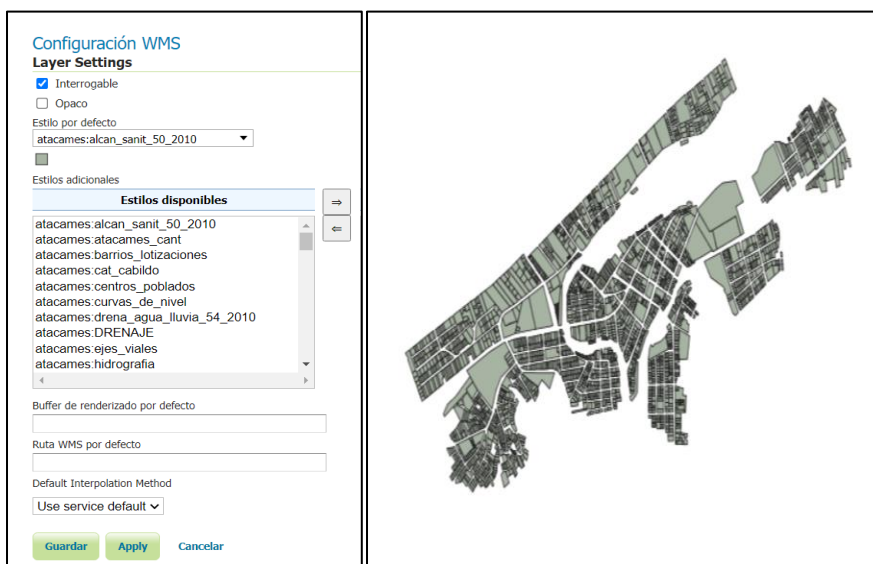 Configuración WMS
Layer Settings
Interrogable
Opaco
Estilo por defecto
atacames:alcan_sanit_50_2010
Estilos adicionales
Estilos disponibles
⇒
⇐
atacames:alcan_sanit_50_2010
atacames:atacames_cant
atacames:barrios_lotizaciones
atacames:cat_cabildo
atacames:centros_poblados
atacames:curvas_de_nivel
atacames:drena_agua_lluvia_54_2010
atacames:DRENAJE
atacames:ejes_viales
atacames:hidrografia
Buffer de renderizado por defecto
Ruta WMS por defecto
Default Interpolation Method
Use service default
Guardar Apply Cancelar